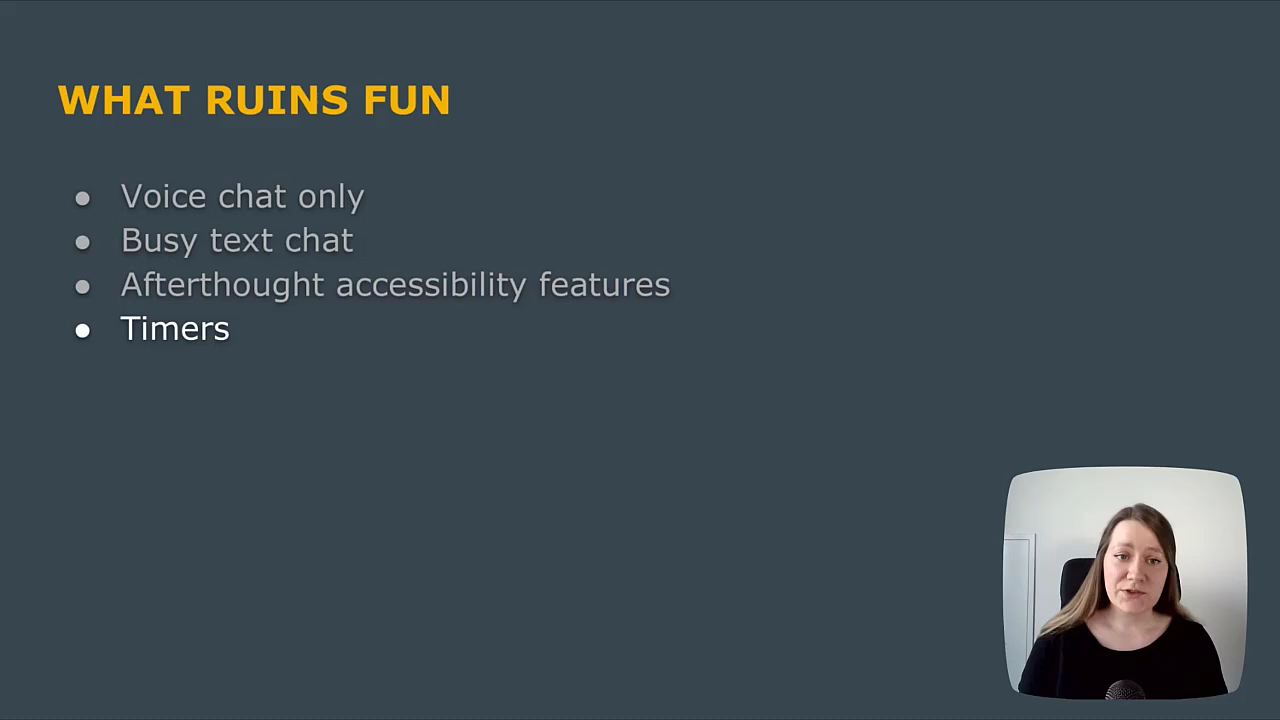 WHAT RUINS FUN
● Voice chat only
● Busy text chat
● Afterthought accessibility features
● Timers